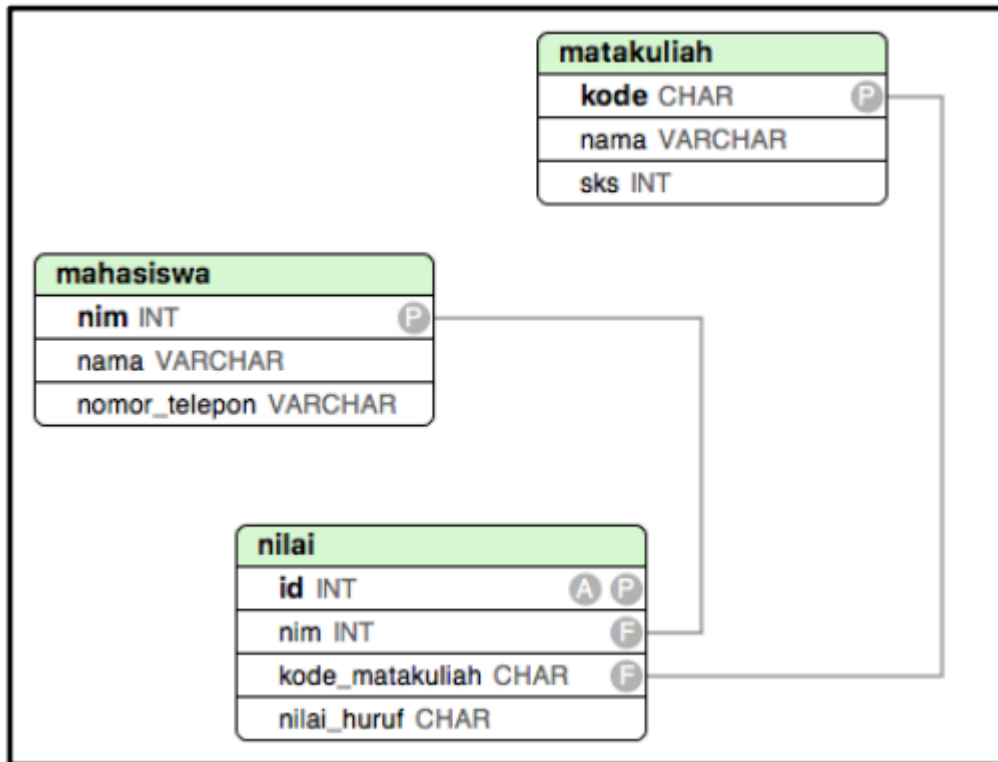 matakuliah
kode CHAR P
nama VARCHAR
sks INT
mahasiswa
nim INT P
nama VARCHAR
nomor_telepon VARCHAR
nilai
id INT A P
nim INT F
kode_matakuliah CHAR F
nilai_huruf CHAR